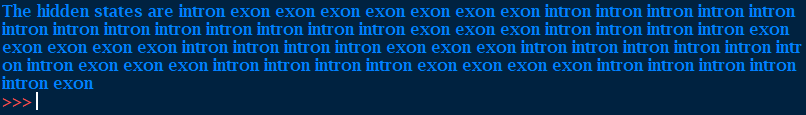 The hidden states are intron exon exon exon exon exon exon exon intron intron intron intron intron
intron intron intron intron intron intron intron intron exon exon exon intron intron intron intron exon
exon exon exon exon intron intron intron intron exon exon exon intron intron intron intron intron intr
on intron exon exon exon intron intron intron intron exon exon exon exon intron intron intron intron
intron exon
>>>